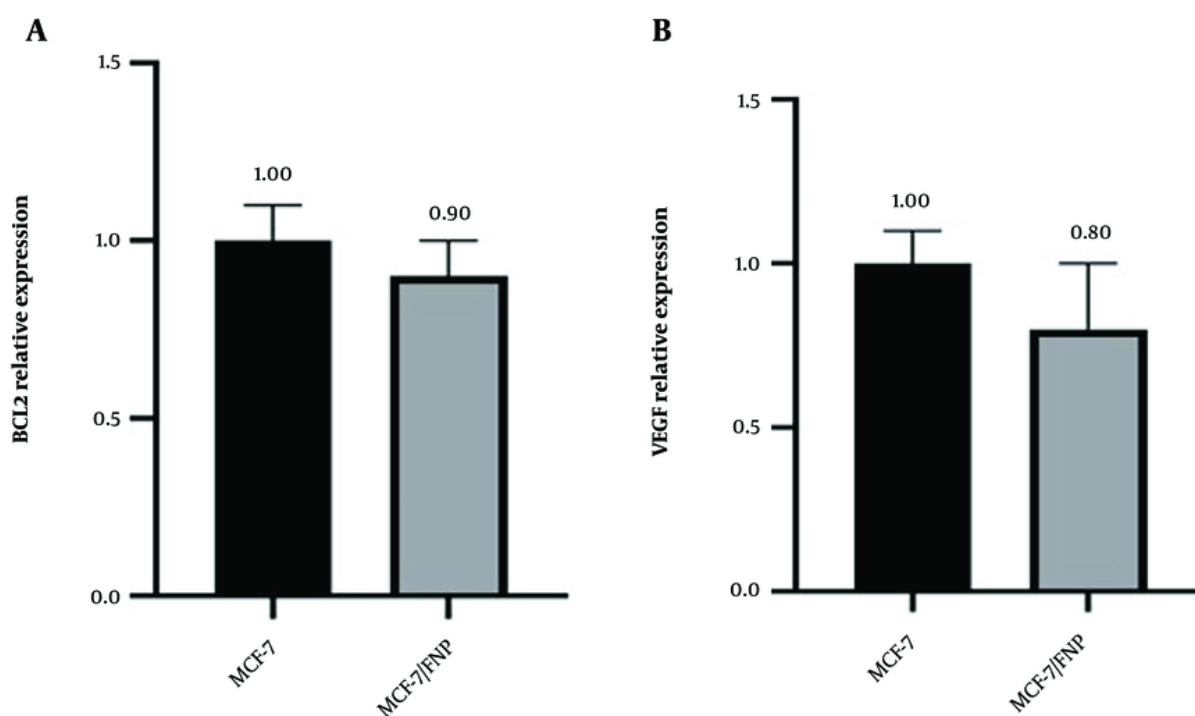 A
BCL2 relative expression
1.5
1.0
0.5
0.0
1.00
0.90
MCF-7
MCF-7/FNP
B
VEGF relative expression
1.5
1.0
0.5
0.0
1.00
0.80
MCF-7
MCF-7/FNP